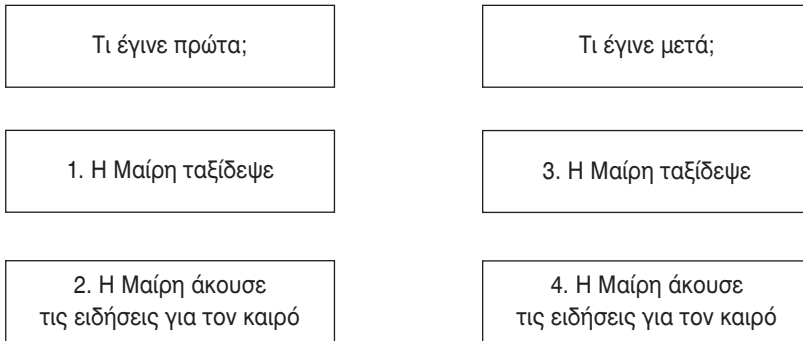 Τι έγινε πρώτα;
Τι έγινε μετά;
1. Η Μαίρη ταξίδεψε
3. Η Μαίρη ταξίδεψε
2. Η Μαίρη άκουσε
τις ειδήσεις για τον καιρό
4. Η Μαίρη άκουσε
τις ειδήσεις για τον καιρό